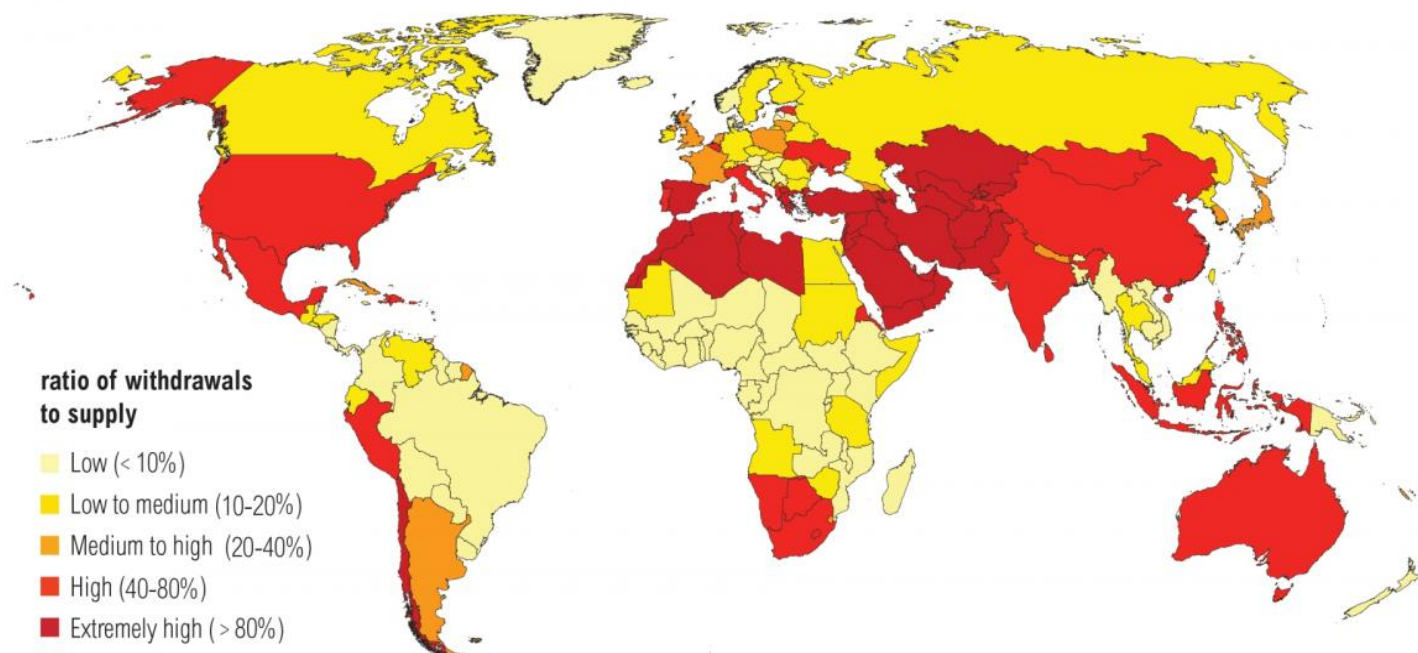 ratio of withdrawals
to supply
Low (< 10%)
Low to medium (10-20%)
Medium to high (20-40%)
High (40-80%)
Extremely high ( > 80%)